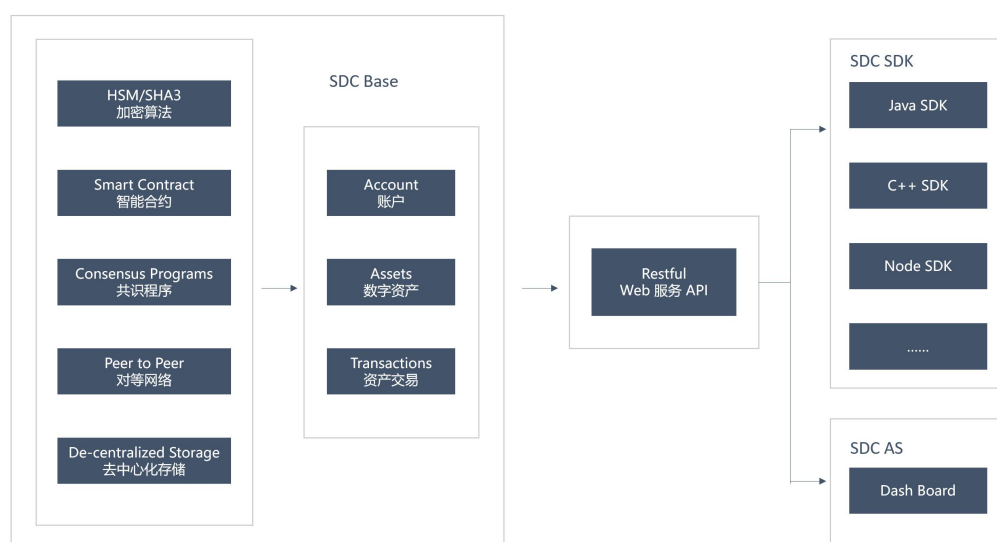 SDC Base
HSM/SHA3
加密算法
Smart Contract
智能合约
Consensus Programs
共识程序
Peer to Peer
对等网络
De-centralized Storage
去中心化存储
Account
账户
Assets
数字资产
Transactions
资产交易
Restful
Web 服务 API
SDC SDK
Java SDK
C++ SDK
Node SDK
......
SDC AS
Dash Board